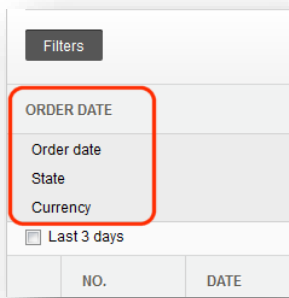 Filters
ORDER DATE
Order date
State
Currency
Last 3 days
NO. DATE